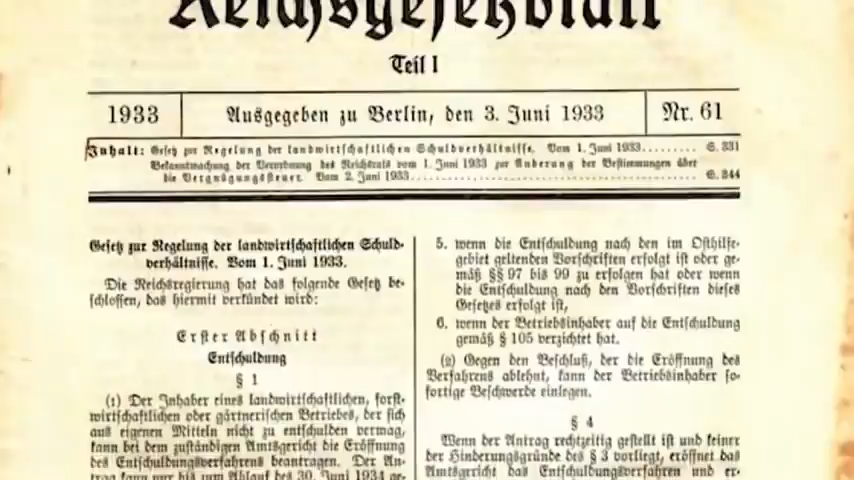 Reichsgesetzblatt
Teil I
1933
Ausgegeben zu Berlin, den 3. Juni 1933
Nr. 61
Inhalt: Gesetz zur Regelung der landwirtschaftlichen Schuldverhältnisse. Vom 1. Juni 1933......... S. 331
Bekanntmachung der Verordnung des Reichsrats vom 1. Juni 1933 zur Änderung der Bestimmungen über
die Vergnügungssteuer. Vom 2. Juni 1933........................................ S. 344
Gesetz zur Regelung der landwirtschaftlichen Schuld-
verhältnisse. Vom 1. Juni 1933.
Die Reichsregierung hat das folgende Gesetz be-
schlossen, das hiermit verkündet wird:
Erster Abschnitt
Entschuldung
§ 1
(1) Der Inhaber eines landwirtschaftlichen, forst-
wirtschaftlichen oder gärtnerischen Betriebes, der sich
aus eigenen Mitteln nicht zu entschulden vermag,
kann bei dem zuständigen Amtsgericht die Eröffnung
des Entschuldungsverfahrens beantragen. Der An-
trag kann nur bis zum Ablauf des 30. Juni 1934 ge-
5. wenn die Entschuldung nach den im Osthilfe-
gebiet geltenden Vorschriften erfolgt ist oder ge-
mäß §§ 97 bis 99 zu erfolgen hat oder wenn
die Entschuldung nach den Vorschriften dieses
Gesetzes erfolgt ist,
6. wenn der Betriebsinhaber auf die Entschuldung
gemäß § 105 verzichtet hat.
(2) Gegen den Beschluß, der die Eröffnung des
Verfahrens ablehnt, kann der Betriebsinhaber so-
fortige Beschwerde einlegen.
§ 4
Wenn der Antrag rechtzeitig gestellt ist und keiner
der Hinderungsgründe des § 3 vorliegt, eröffnet das
Amtsgericht das Entschuldungsverfahren und er-